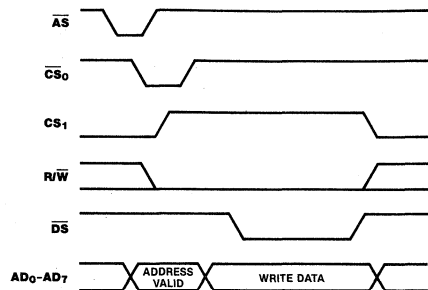 AS
CS₀
CS₁
R/W
DS
AD₀-AD₇
ADDRESS
VALID
WRITE DATA